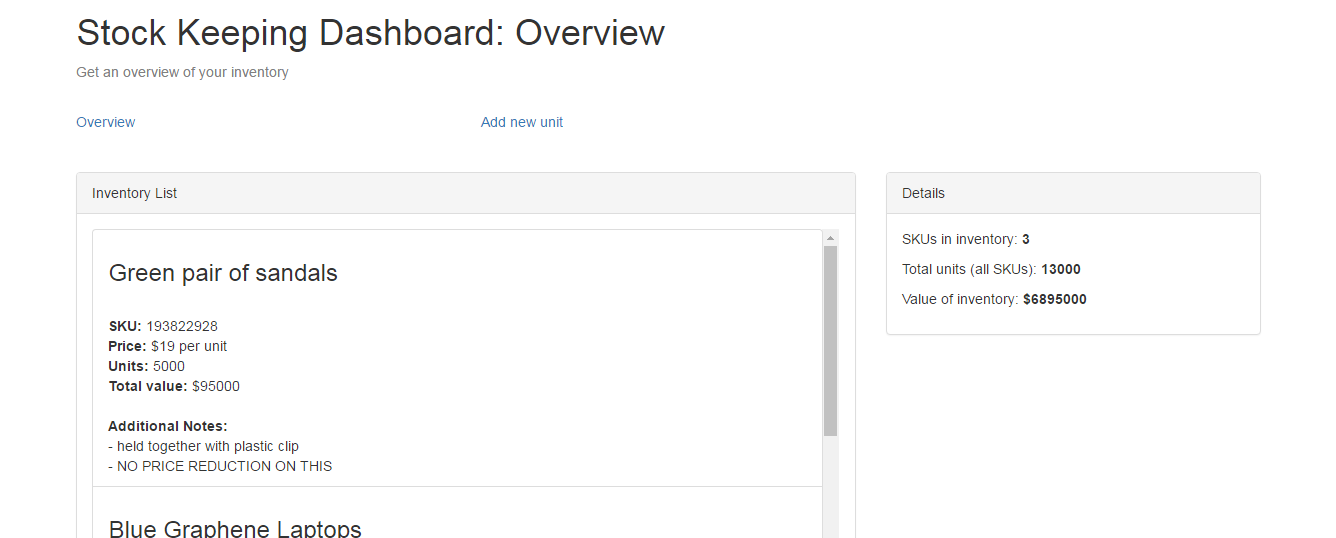 Stock Keeping Dashboard: Overview
Get an overview of your inventory
Overview
Add new unit
Inventory List
Green pair of sandals
SKU: 193822928
Price: $19 per unit
Units: 5000
Total value: $95000
Additional Notes:
- held together with plastic clip
- NO PRICE REDUCTION ON THIS
Blue Graphene Laptops
Details
SKUs in inventory: 3
Total units (all SKUs): 13000
Value of inventory: $6895000